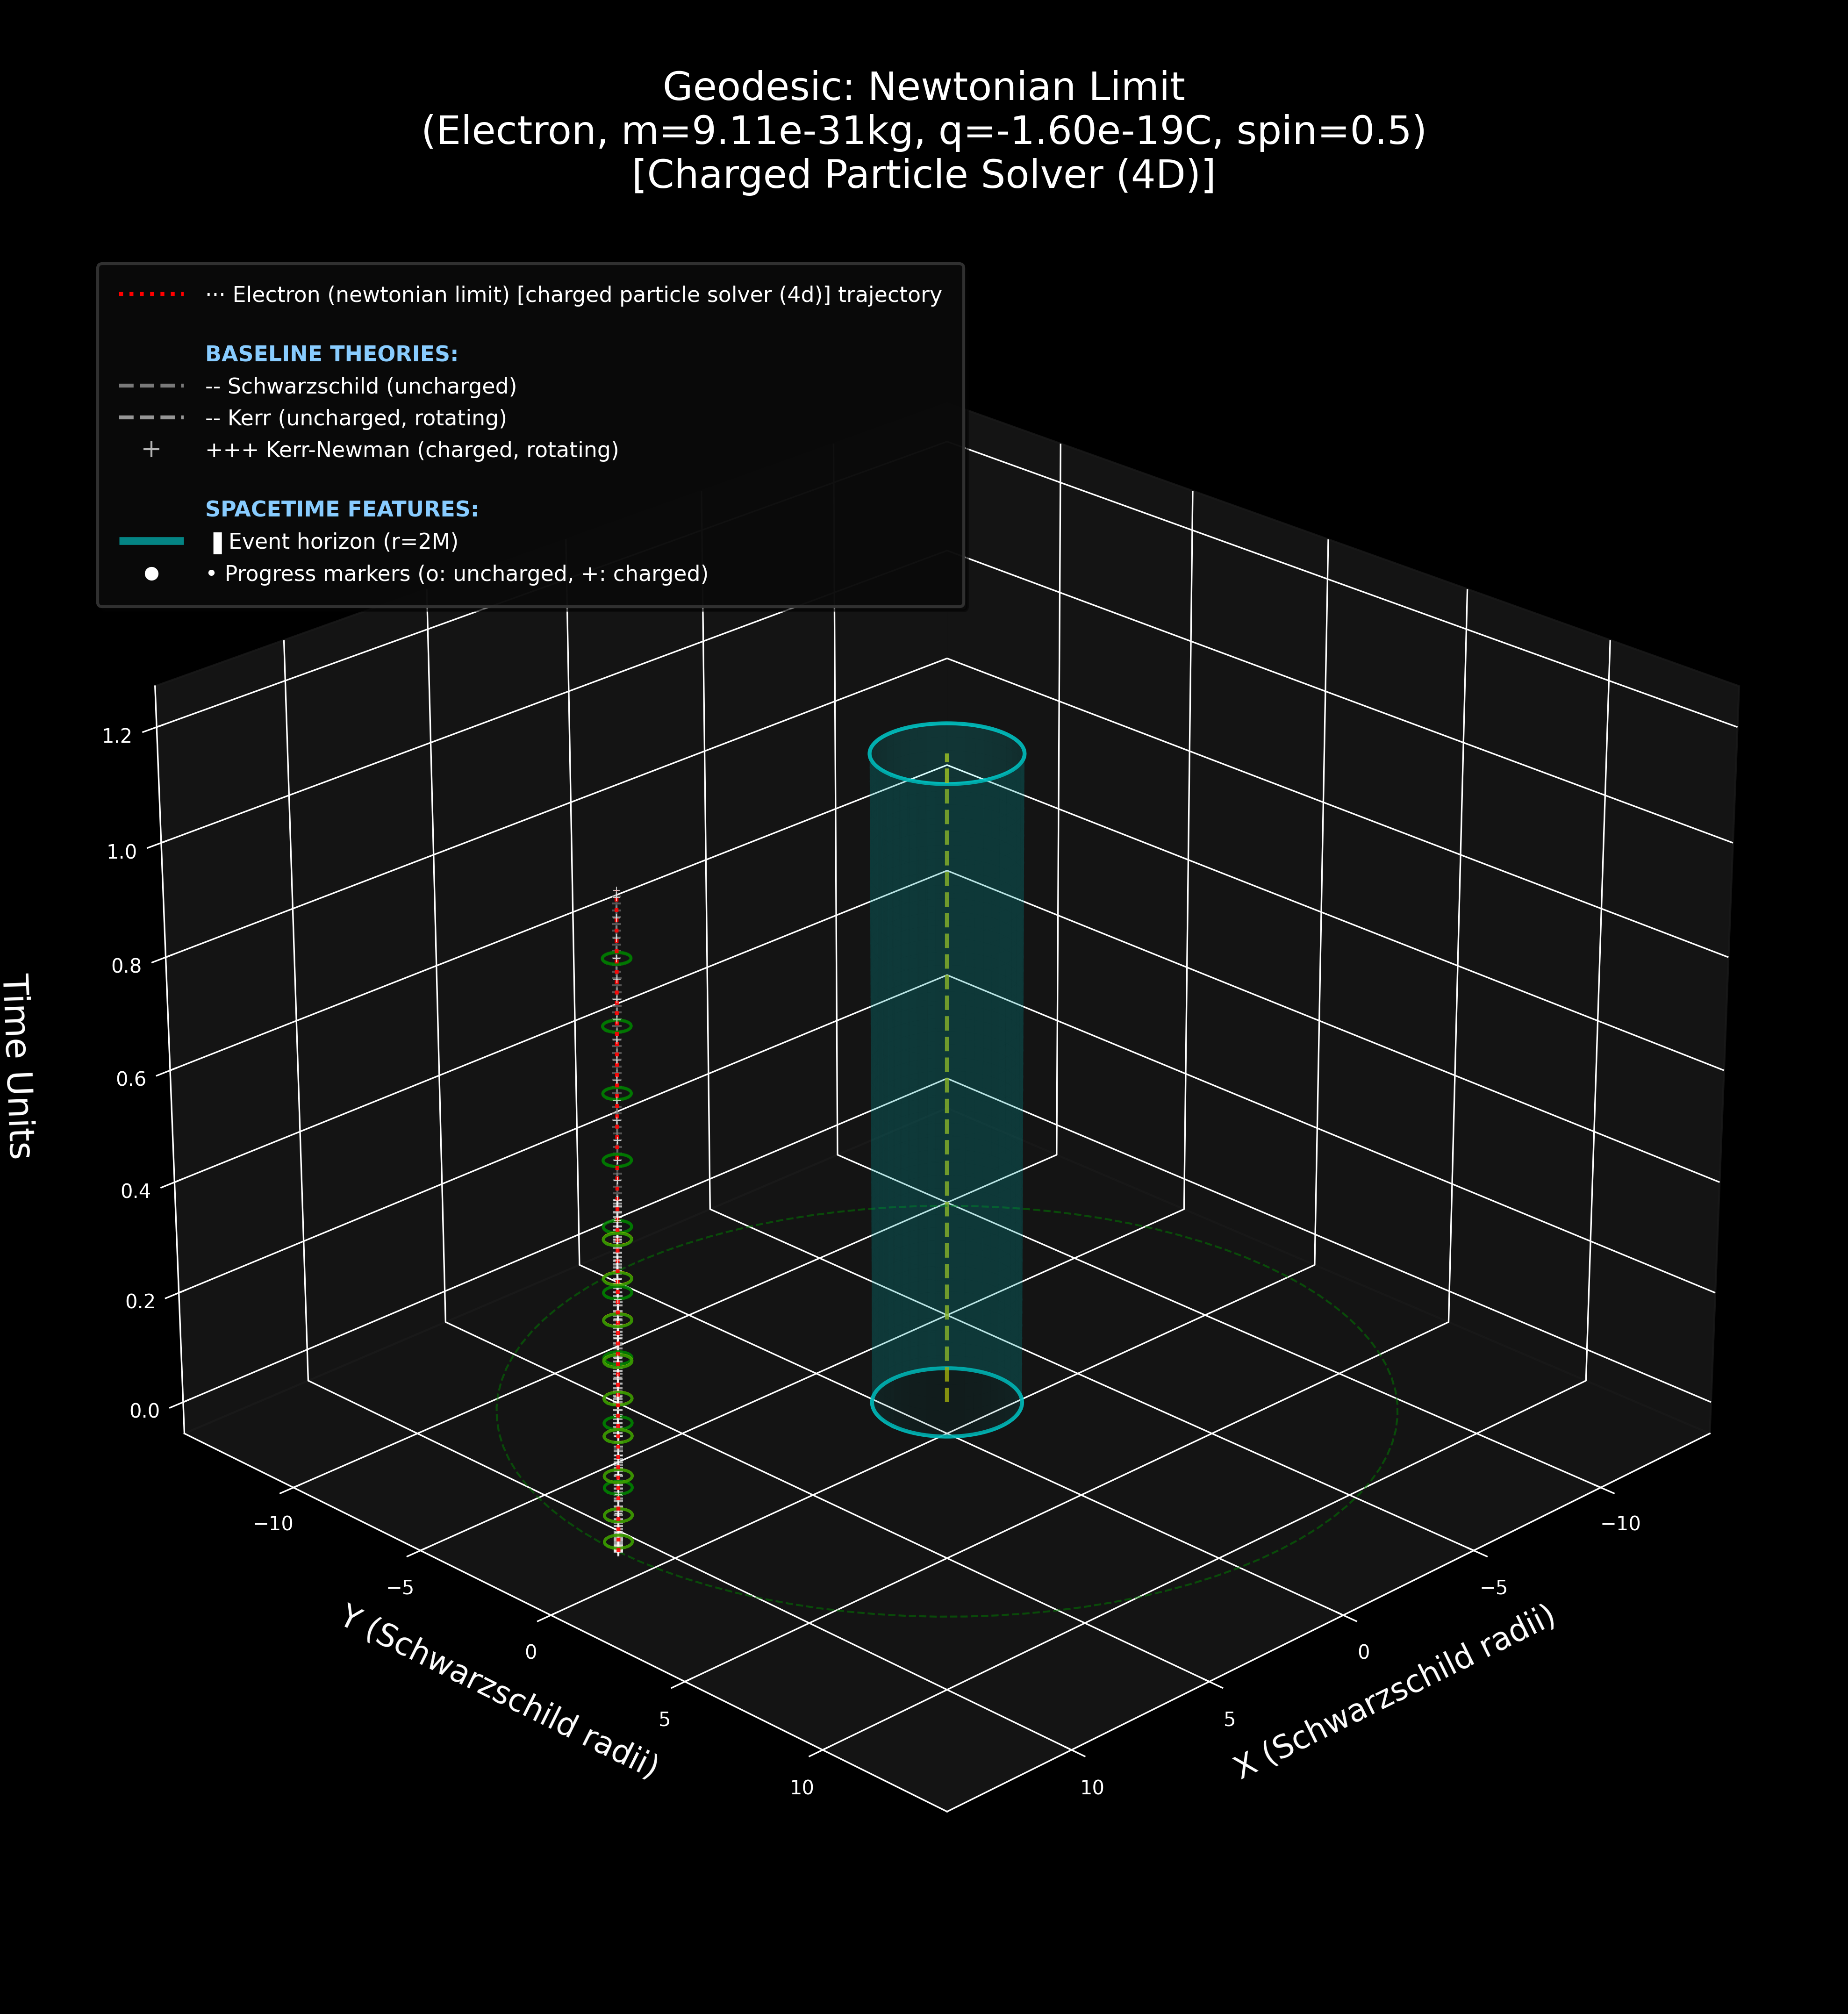 Geodesic: Newtonian Limit
(Electron, m=9.11e-31kg, q=-1.60e-19C, spin=0.5)
[Charged Particle Solver (4D)]
··· Electron (newtonian limit) [charged particle solver (4d)] trajectory
BASELINE THEORIES:
-- Schwarzschild (uncharged)
-- Kerr (uncharged, rotating)
+++ Kerr-Newman (charged, rotating)
SPACETIME FEATURES:
▐ Event horizon (r=2M)
• Progress markers (o: uncharged, +: charged)
1.2
1.0
0.8
0.6
0.4
0.2
0.0
Time Units
−10
−5
0
5
10
Y (Schwarzschild radii)
−10
−5
0
5
10
X (Schwarzschild radii)